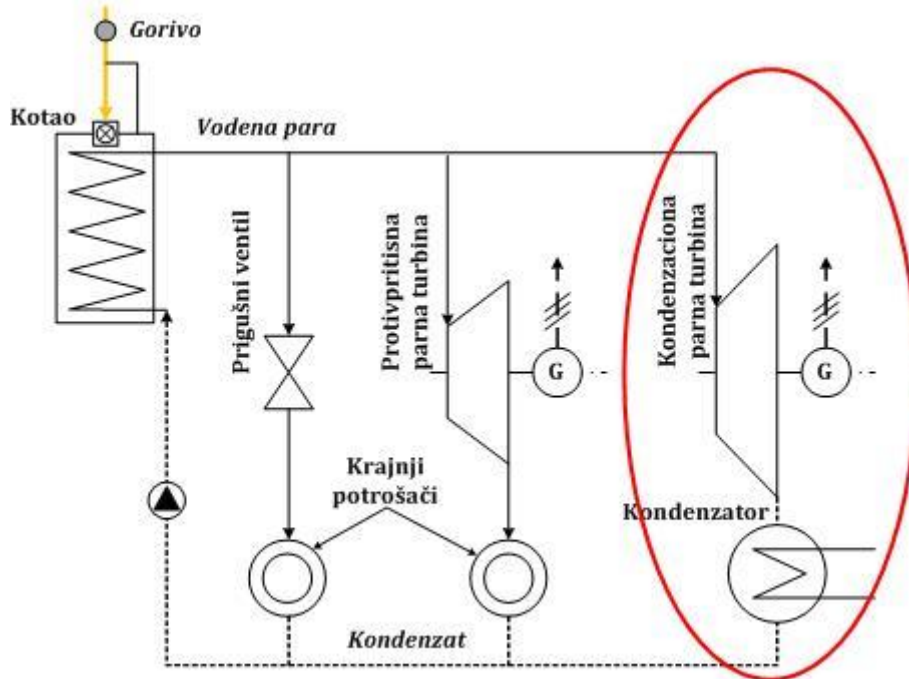 Gorivo
Kotao
Vodena para
Prigušni ventil
Protivpritisna
parna turbina
Kondenzaciona
parna turbina
G
G
Krajnji
potrošači
Kondenzator
Kondenzat